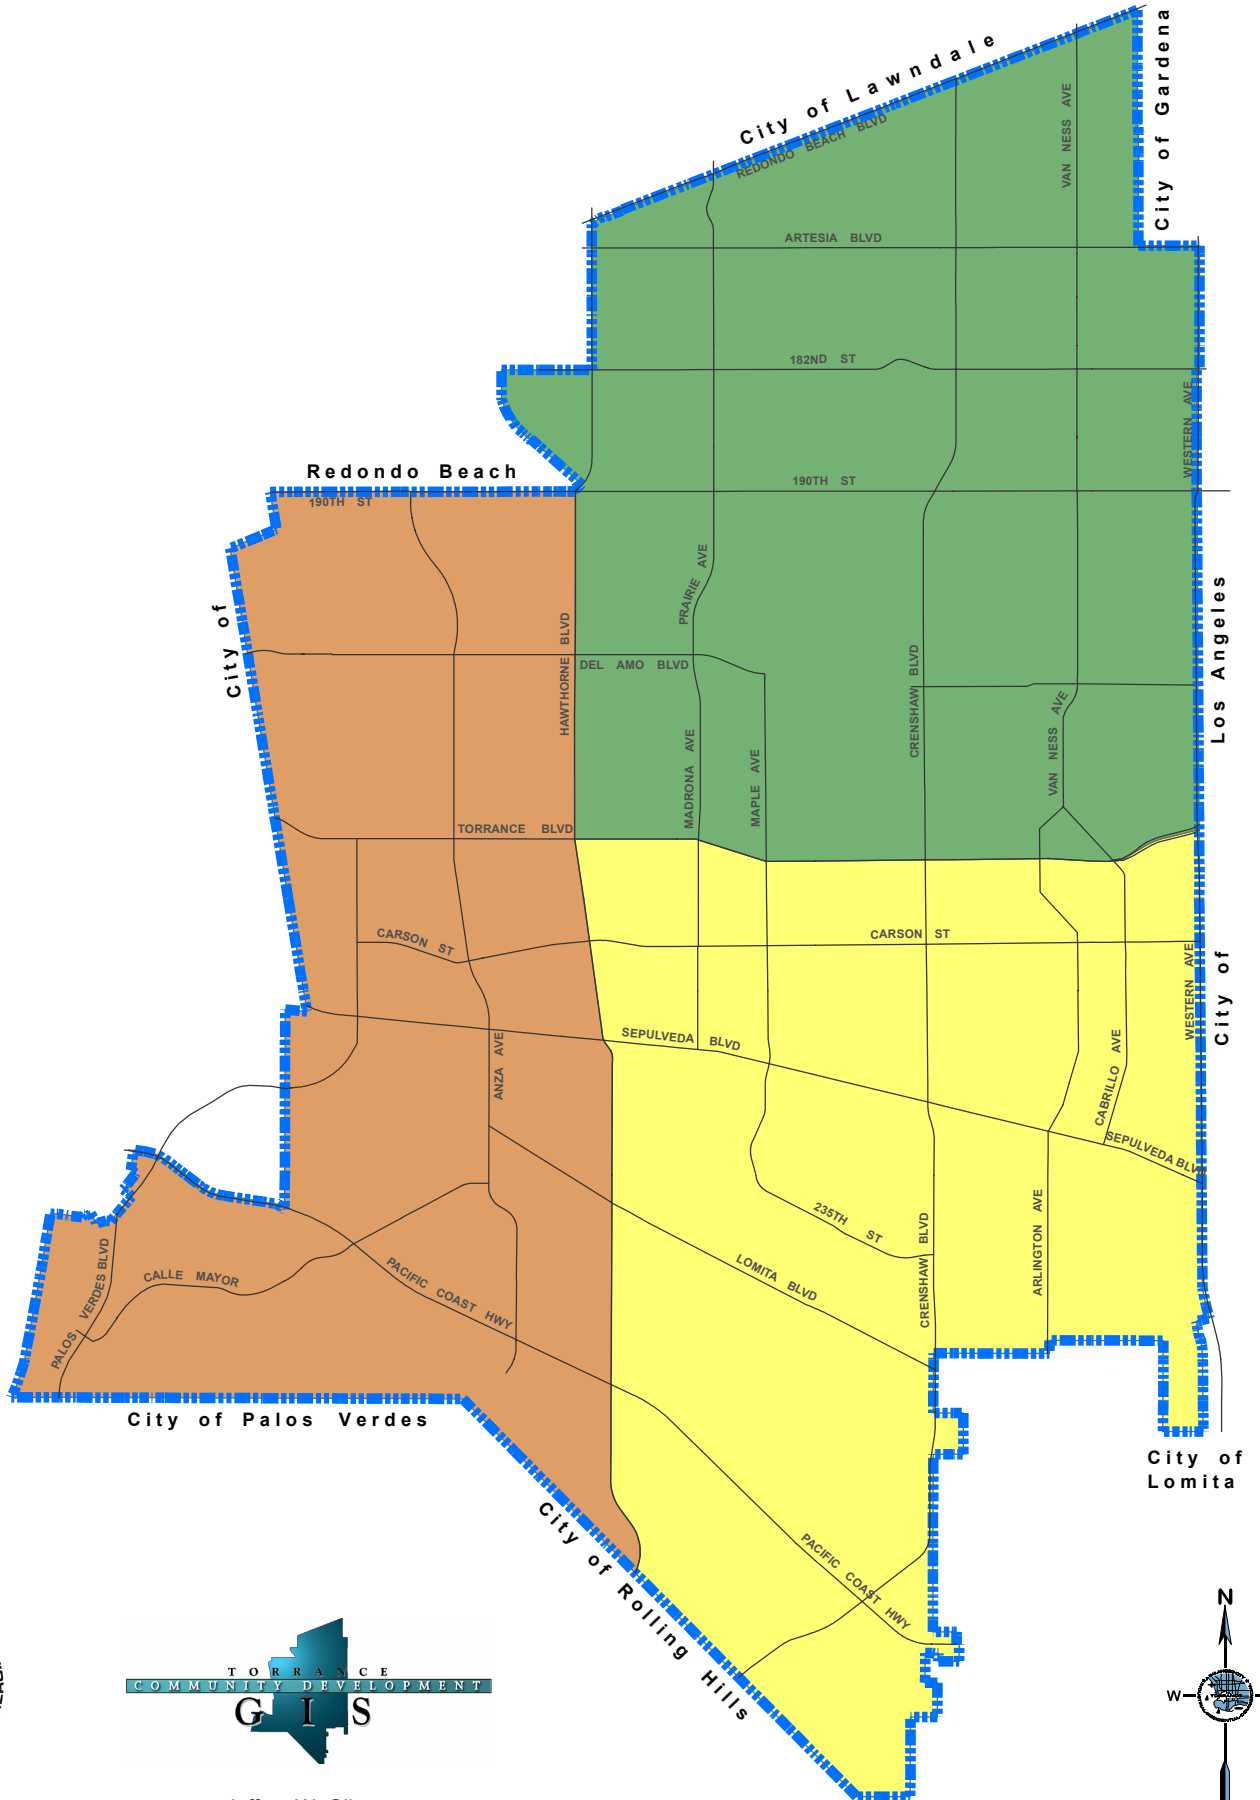 City of Lawndale
City of Gardena
REDONDO BEACH BLVD
VAN NESS AVE
ARTESIA BLVD
182ND ST
WESTERN AVE
Redondo Beach
190TH ST
190TH ST
City of
HAWTHORNE BLVD
PRAIRIE AVE
DEL AMO BLVD
CRENSHAW BLVD
VAN NESS AVE
Los Angeles
MADRONA AVE
MAPLE AVE
TORRANCE BLVD
CARSON ST
CARSON ST
WESTERN AVE
City of
SEPULVEDA BLVD
ANZA AVE
CABRILLO AVE
SEPULVEDA BLVD
235TH ST
ARLINGTON AVE
CRENSHAW BLVD
LOMITA BLVD
PALOS VERDES BLVD
CALLE MAYOR
PACIFIC COAST HWY
City of Palos Verdes
City of
Lomita
City of Rolling Hills
PACIFIC COAST HWY
TORRANCE
COMMUNITY DEVELOPMENT
GIS
N
W